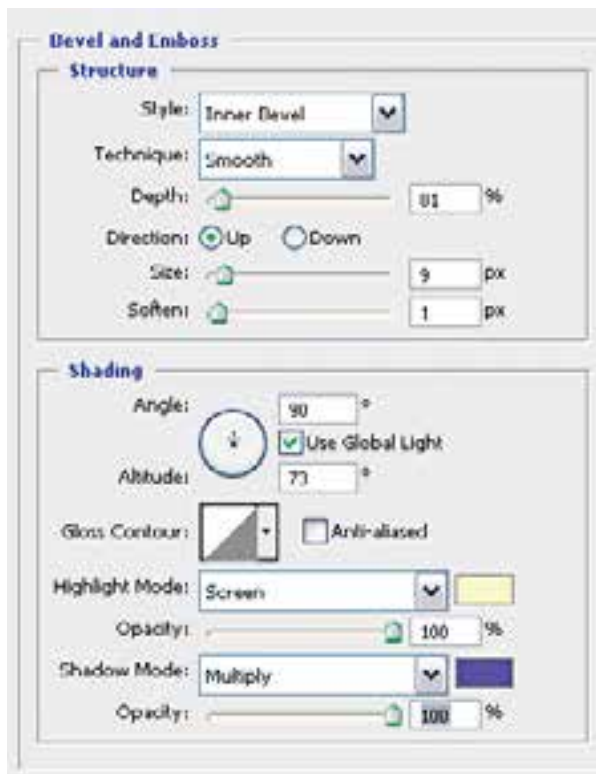 Bevel and Emboss
Structure
Style: Inner Bevel
Technique: Smooth
Depth: 81 %
Direction: Up Down
Size: 9 px
Soften: 1 px
Shading
Angle: 90 °
Use Global Light
Altitude: 73 °
Gloss Contour: Anti-aliased
Highlight Mode: Screen
Opacity: 100 %
Shadow Mode: Multiply
Opacity: 100 %